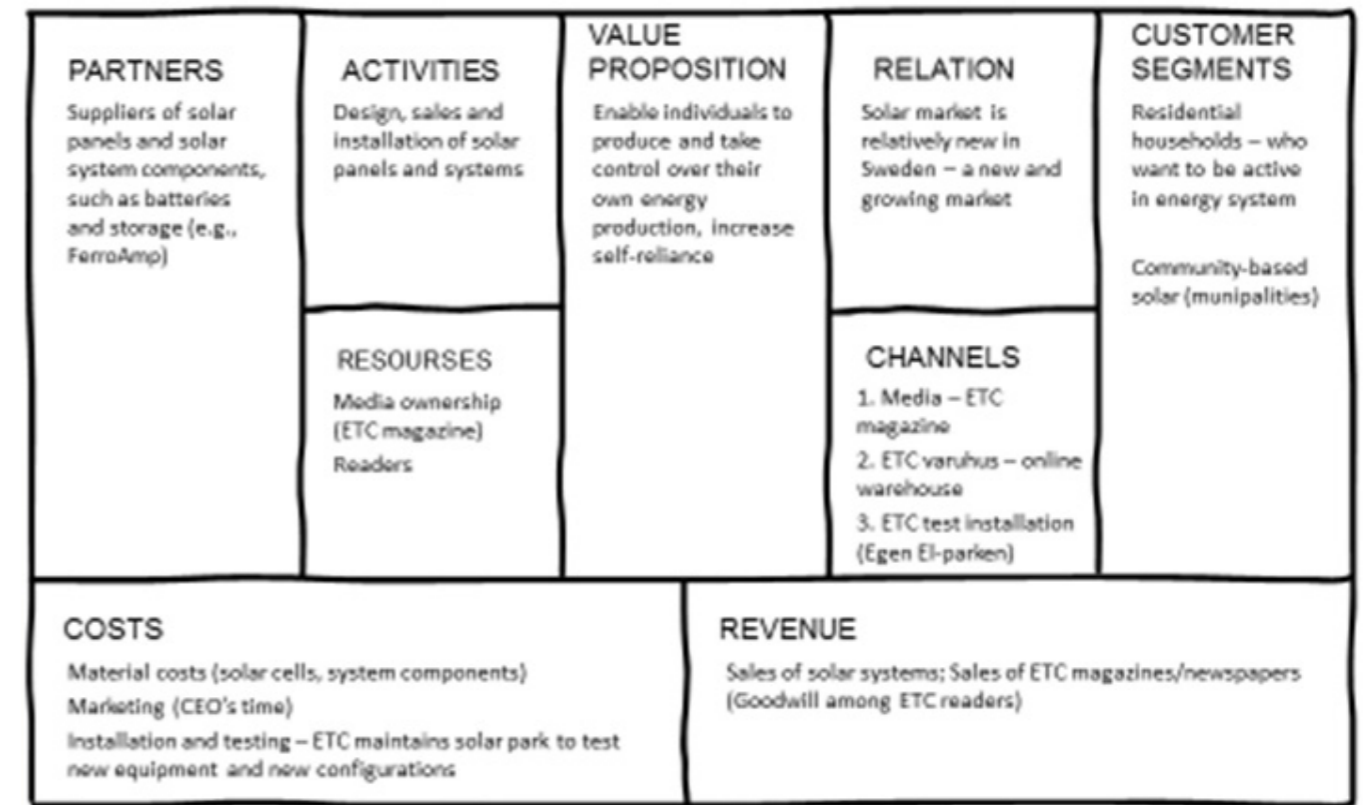 PARTNERS
Suppliers of solar
panels and solar
system components,
such as batteries
and storage (e.g.,
FerroAmp)
ACTIVITIES
Design, sales and
installation of solar
panels and systems
RESOURSES
Media ownership
(ETC magazine)
Readers
VALUE
PROPOSITION
Enable individuals to
produce and take
control over their
own energy
production, increase
self-reliance
RELATION
Solar market is
relatively new in
Sweden – a new and
growing market
CHANNELS
1. Media – ETC
magazine
2. ETC varuhus – online
warehouse
3. ETC test installation
(Egen El-parken)
CUSTOMER
SEGMENTS
Residential
households – who
want to be active
in energy system
Community-based
solar (munipalities)
COSTS
Material costs (solar cells, system components)
Marketing (CEO's time)
Installation and testing – ETC maintains solar park to test
new equipment and new configurations
REVENUE
Sales of solar systems; Sales of ETC magazines/newspapers
(Goodwill among ETC readers)